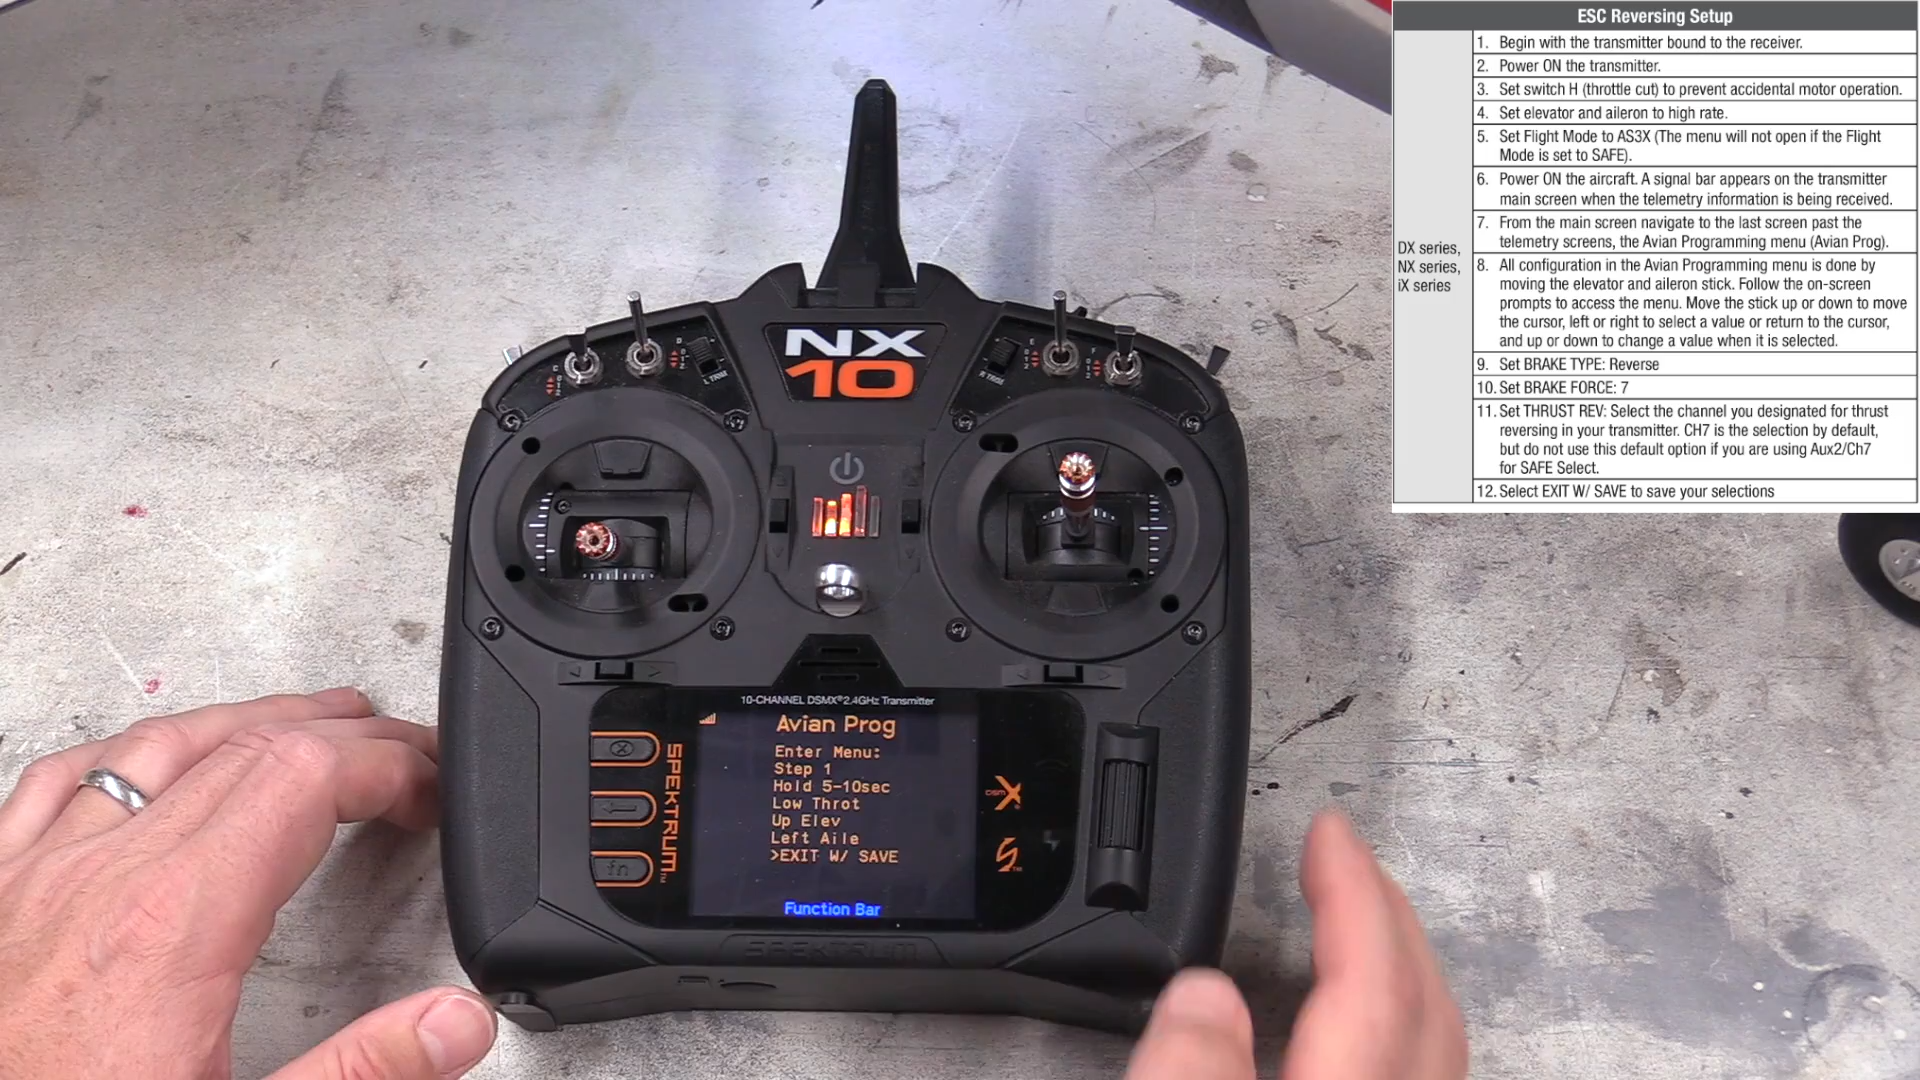 ESC Reversing Setup
DX series,
NX series,
iX series
1. Begin with the transmitter bound to the receiver.
2. Power ON the transmitter.
3. Set switch H (throttle cut) to prevent accidental motor operation.
4. Set elevator and aileron to high rate.
5. Set Flight Mode to AS3X (The menu will not open if the Flight
Mode is set to SAFE).
6. Power ON the aircraft. A signal bar appears on the transmitter
main screen when the telemetry information is being received.
7. From the main screen navigate to the last screen past the
telemetry screens, the Avian Programming menu (Avian Prog).
8. All configuration in the Avian Programming menu is done by
moving the elevator and aileron stick. Follow the on-screen
prompts to access the menu. Move the stick up or down to move
the cursor, left or right to select a value or return to the cursor,
and up or down to change a value when it is selected.
9. Set BRAKE TYPE: Reverse
10. Set BRAKE FORCE: 7
11. Set THRUST REV: Select the channel you designated for thrust
reversing in your transmitter. CH7 is the selection by default,
but do not use this default option if you are using Aux2/Ch7
for SAFE Select.
12. Select EXIT W/ SAVE to save your selections
NX
10
10-CHANNEL DSMX® 2.4GHz Transmitter
Avian Prog
Enter Menu:
Step 1
Hold 5-10sec
Low Throt
Up Elev
Left Aile
>EXIT W/ SAVE
Function Bar
SPEKTRUM
fn
SPEKTRUM